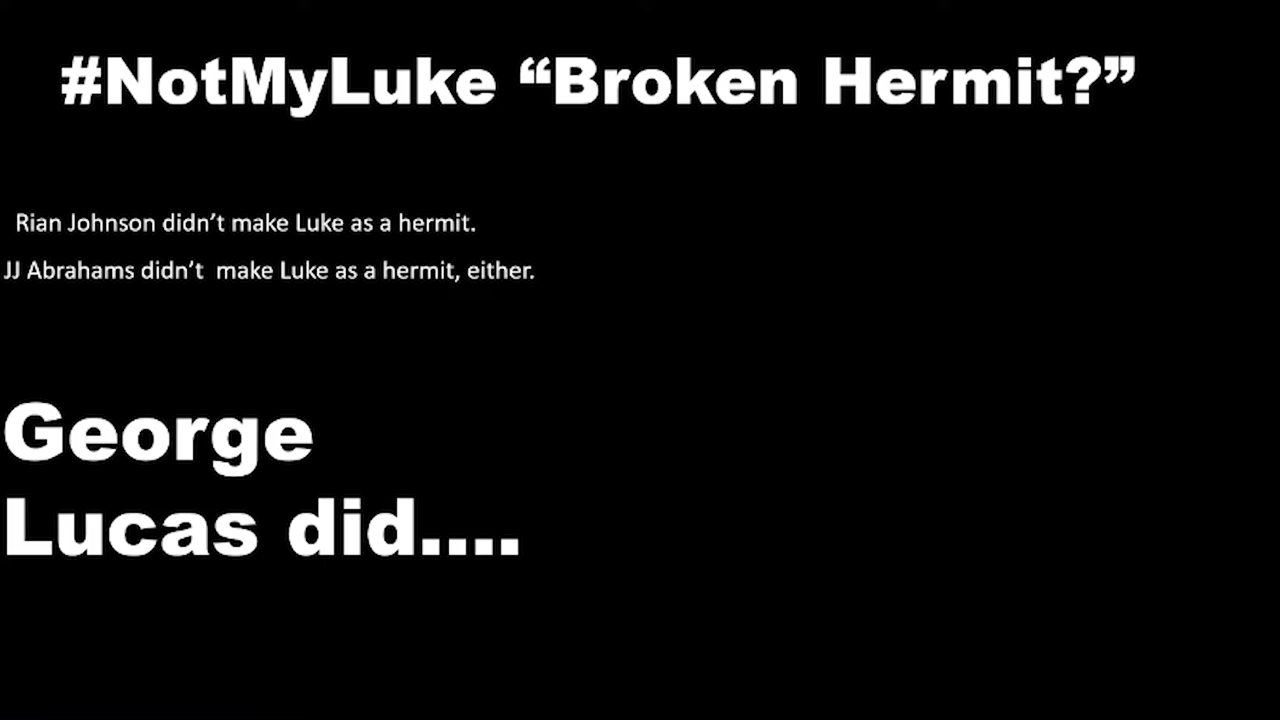 #NotMyLuke “Broken Hermit?”
Rian Johnson didn’t make Luke as a hermit.
JJ Abrahams didn’t  make Luke as a hermit, either.
George
Lucas did....